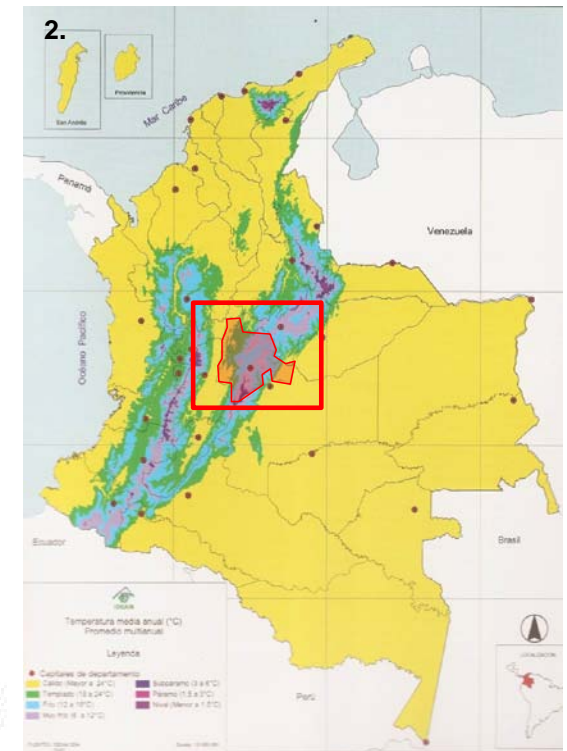 2.
San Andrés
Providencia
Mar Caribe
Panamá
Venezuela
Océano Pacífico
Ecuador
Brasil
Perú
IDEAM
Temperatura media anual (°C)
Promedio multianual
Leyenda
Capitales de departamento
Cálido (Mayor a 24°C)
Templado (18 a 24°C)
Frío (12 a 18°C)
Muy frío (6 a 12°C)
Subpáramo (3 a 6°C)
Páramo (1.5 a 3°C)
Nival (Menor a 1.5°C)
LOCALIZACIÓN